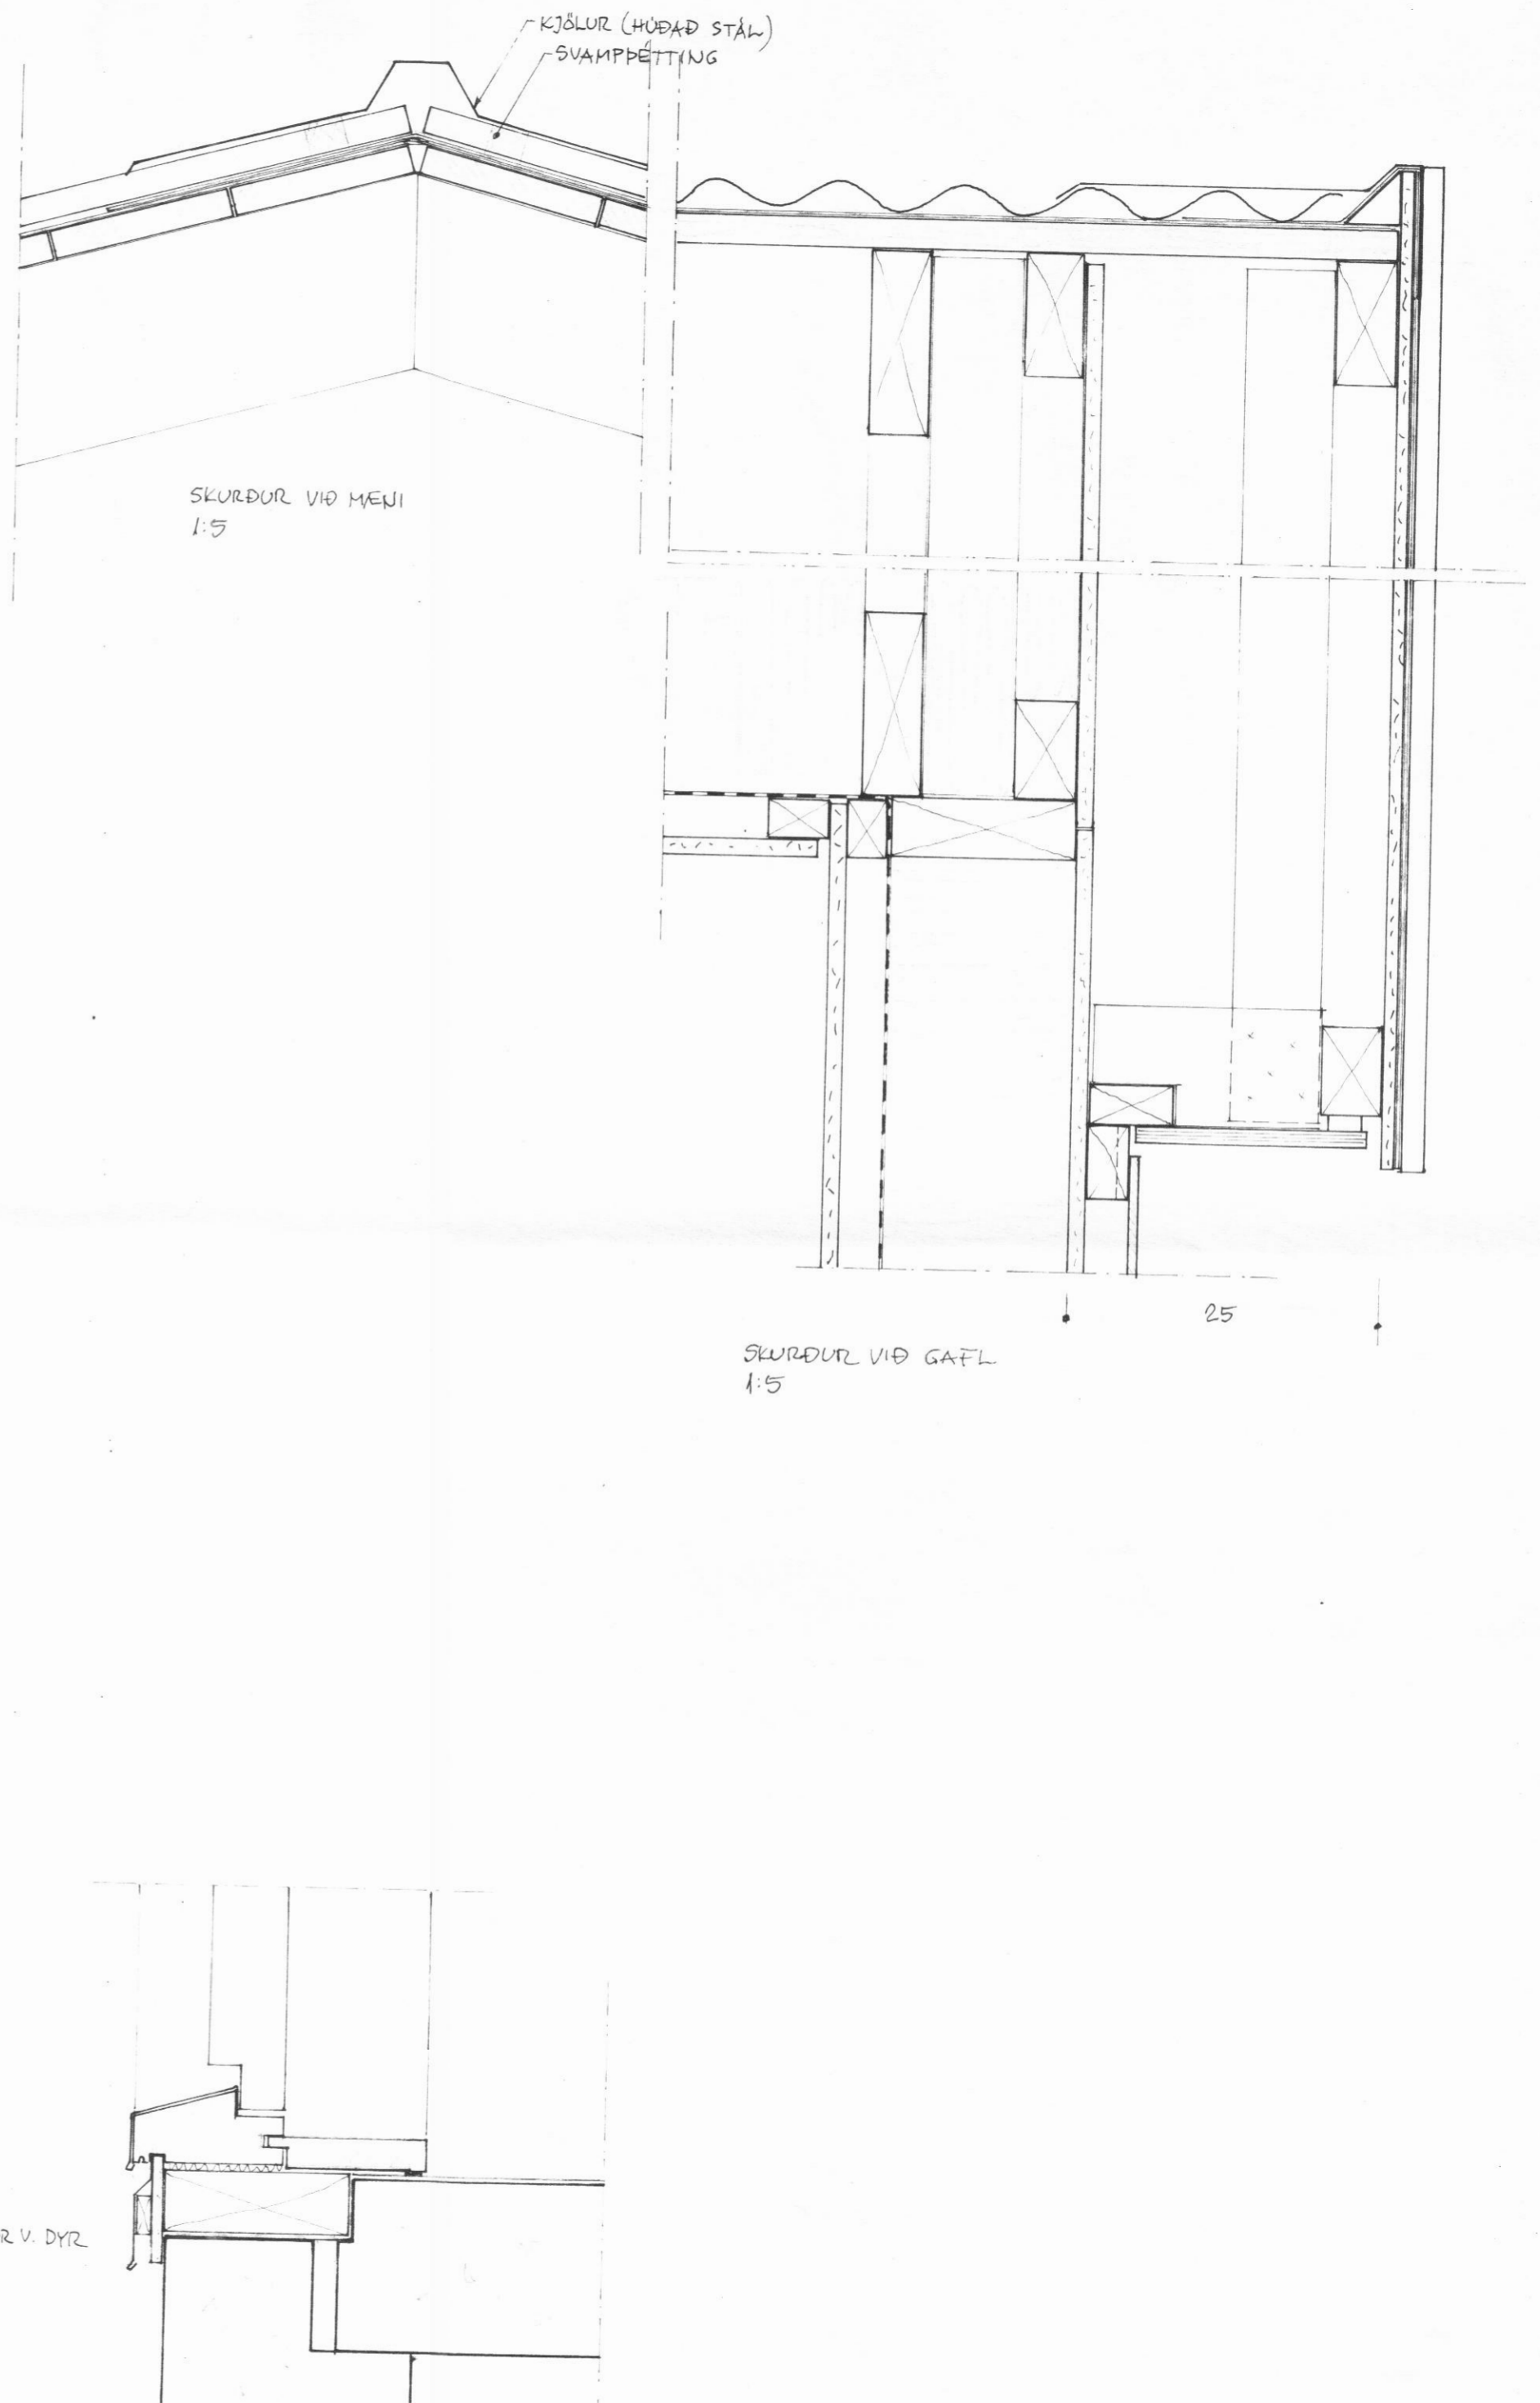 KJÖLUR (HÚÐAÐ STÁL)
SVAMPÞÉTTING
SKURÐUR VIÐ MÆNI
1:5
25
SKURÐUR VIÐ GAFL
1:5
R V. DYR